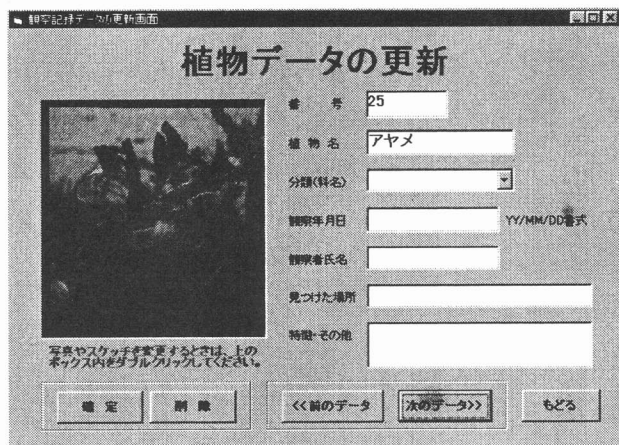 観察記録データの更新画面
植物データの更新
番 号
25
植 物 名
アヤメ
分類(科名)
観察年月日
YY/MM/DD書式
観察者氏名
見つけた場所
特徴・その他
写真やスケッチを変更するときは、上の
ボックス内をダブルクリックしてください。
確 定
削 除
<<前のデータ
次のデータ>>
もどる